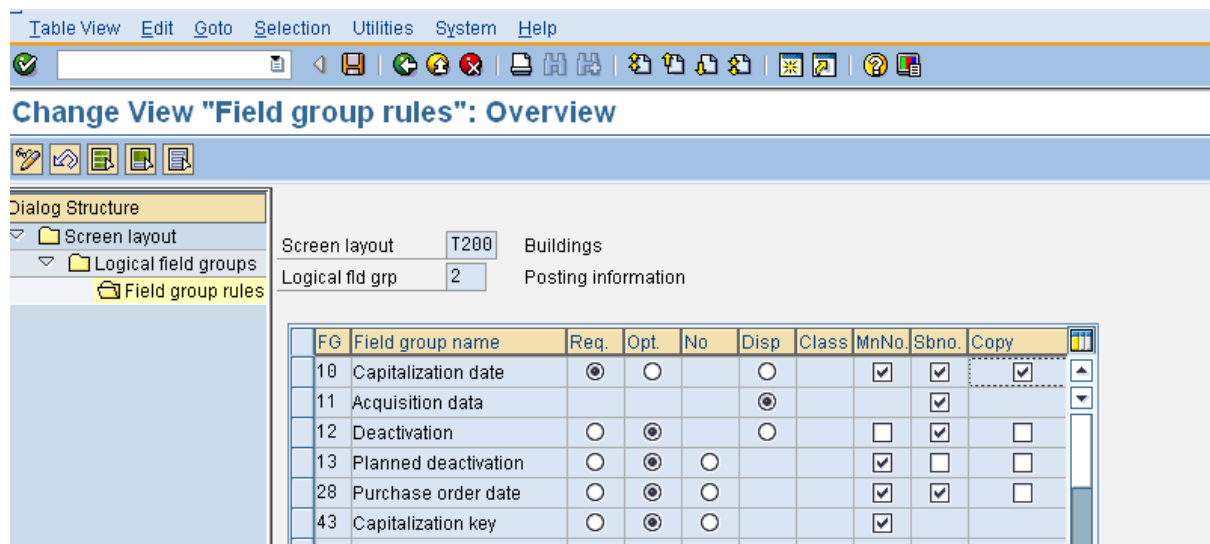 Table View Edit Goto Selection Utilities System Help
Change View "Field group rules": Overview
Dialog Structure
Screen layout
Logical field groups
Field group rules
Screen layout T200 Buildings
Logical fld grp 2 Posting information
FG Field group name Req. Opt. No Disp Class MnNo. Sbno. Copy
10 Capitalization date
11 Acquisition data
12 Deactivation
13 Planned deactivation
28 Purchase order date
43 Capitalization key